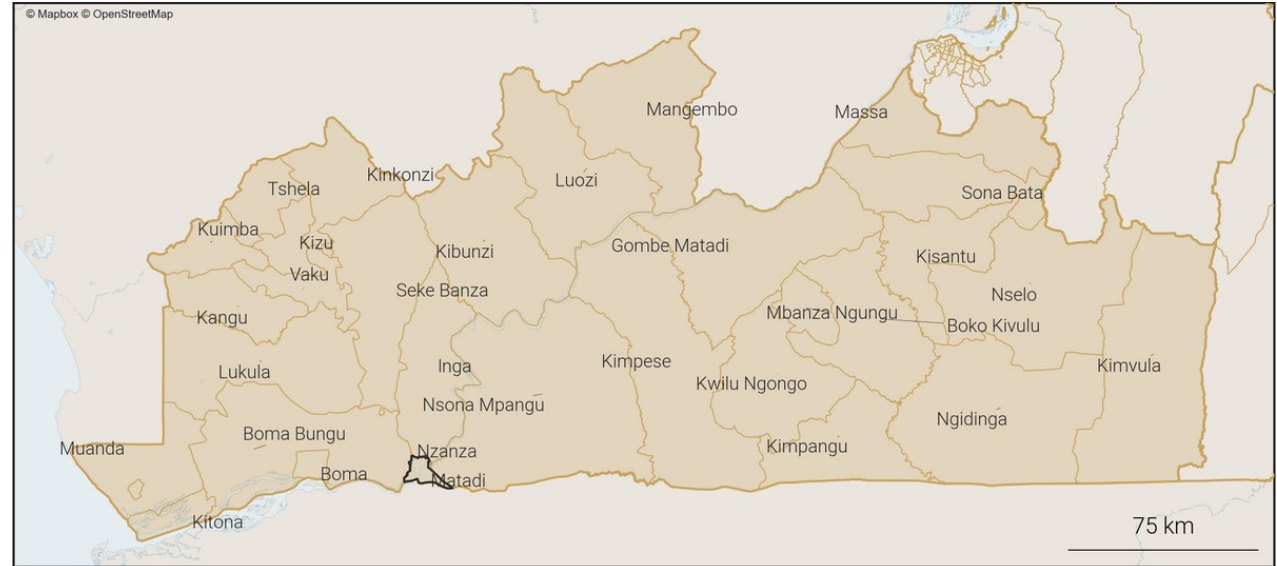 © Mapbox © OpenStreetMap
Mangembo
Massa
Kinkonzi
Luozi
Tshela
Sona Bata
Kuimba
Kizu
Gombe Matadi
Kibunzi
Kisantu
Vaku
Seke Banza
Nselo
Kangu
Mbanza Ngungu
Boko Kivulu
Inga
Kimpese
Kimvula
Lukula
Kwilu Ngongo
Nsona Mpangu
Ngidinga
Boma Bungu
Muanda
Nzanza
Kimpangu
Boma
Matadi
Kitona
75 km